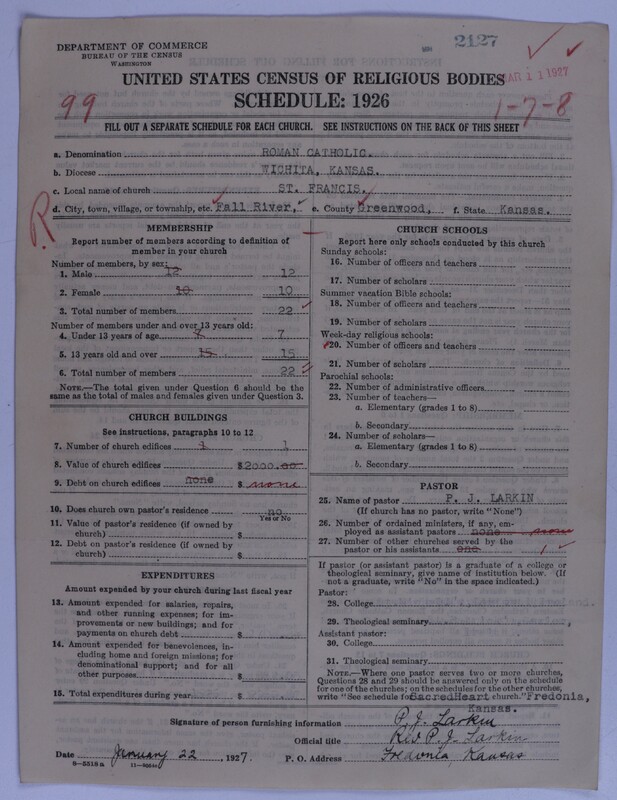 DEPARTMENT OF COMMERCE
BUREAU OF THE CENSUS
WASHINGTON
2127
MAR 11 1927
UNITED STATES CENSUS OF RELIGIOUS BODIES
99
SCHEDULE: 1926
1-7-8
FILL OUT A SEPARATE SCHEDULE FOR EACH CHURCH. SEE INSTRUCTIONS ON THE BACK OF THIS SHEET
a. Denomination ROMAN CATHOLIC.
b. Diocese WICHITA, KANSAS.
c. Local name of church ST. FRANCIS.
d. City, town, village, or township, etc. Fall River, e. County Greenwood, f. State Kansas.
R
MEMBERSHIP
Report number of members according to definition of
member in your church
Number of members, by sex:
1. Male 12 12
2. Female 10 10
3. Total number of members 22
Number of members under and over 13 years old:
4. Under 13 years of age 7
5. 13 years old and over 15 15
6. Total number of members 22
NOTE.—The total given under Question 6 should be the
same as the total of males and females given under Question 3.
CHURCH BUILDINGS
See instructions, paragraphs 10 to 12
7. Number of church edifices 1 1
8. Value of church edifices $2000.00
9. Debt on church edifices none $ none
10. Does church own pastor's residence no
Yes or No
11. Value of pastor's residence (if owned by
church) $
12. Debt on pastor's residence (if owned by
church) $
EXPENDITURES
Amount expended by your church during last fiscal year
13. Amount expended for salaries, repairs,
and other running expenses; for im-
provements or new buildings; and for
payments on church debt $
14. Amount expended for benevolences, in-
cluding home and foreign missions; for
denominational support; and for all
other purposes $
15. Total expenditures during year $
CHURCH SCHOOLS
Report here only schools conducted by this church
Sunday schools:
16. Number of officers and teachers
17. Number of scholars
Summer vacation Bible schools:
18. Number of officers and teachers
19. Number of scholars
Week-day religious schools:
20. Number of officers and teachers
21. Number of scholars
Parochial schools:
22. Number of administrative officers
23. Number of teachers—
a. Elementary (grades 1 to 8)
b. Secondary
24. Number of scholars—
a. Elementary (grades 1 to 8)
b. Secondary
PASTOR
25. Name of pastor P. J. LARKIN
(If church has no pastor, write "None")
26. Number of ordained ministers, if any, em-
ployed as assistant pastors none none
27. Number of other churches served by the
pastor or his assistants one 1
If pastor (or assistant pastor) is a graduate of a college or
theological seminary, give name of institution below. (If
not a graduate, write "No" in the space indicated.)
Pastor:
28. College
29. Theological seminary
Assistant pastor:
30. College
31. Theological seminary
NOTE.—Where one pastor serves two or more churches,
Questions 28 and 29 should be answered only on the schedule
for one of the churches; on the schedules for the other churches,
write "See schedule for SacredHeart church." Fredonia,
Kansas.
Signature of person furnishing information P. J. Larkin
Official title Rev P. J. Larkin
Date January 22, 1927. P. O. Address Fredonia, Kansas
8-5318a